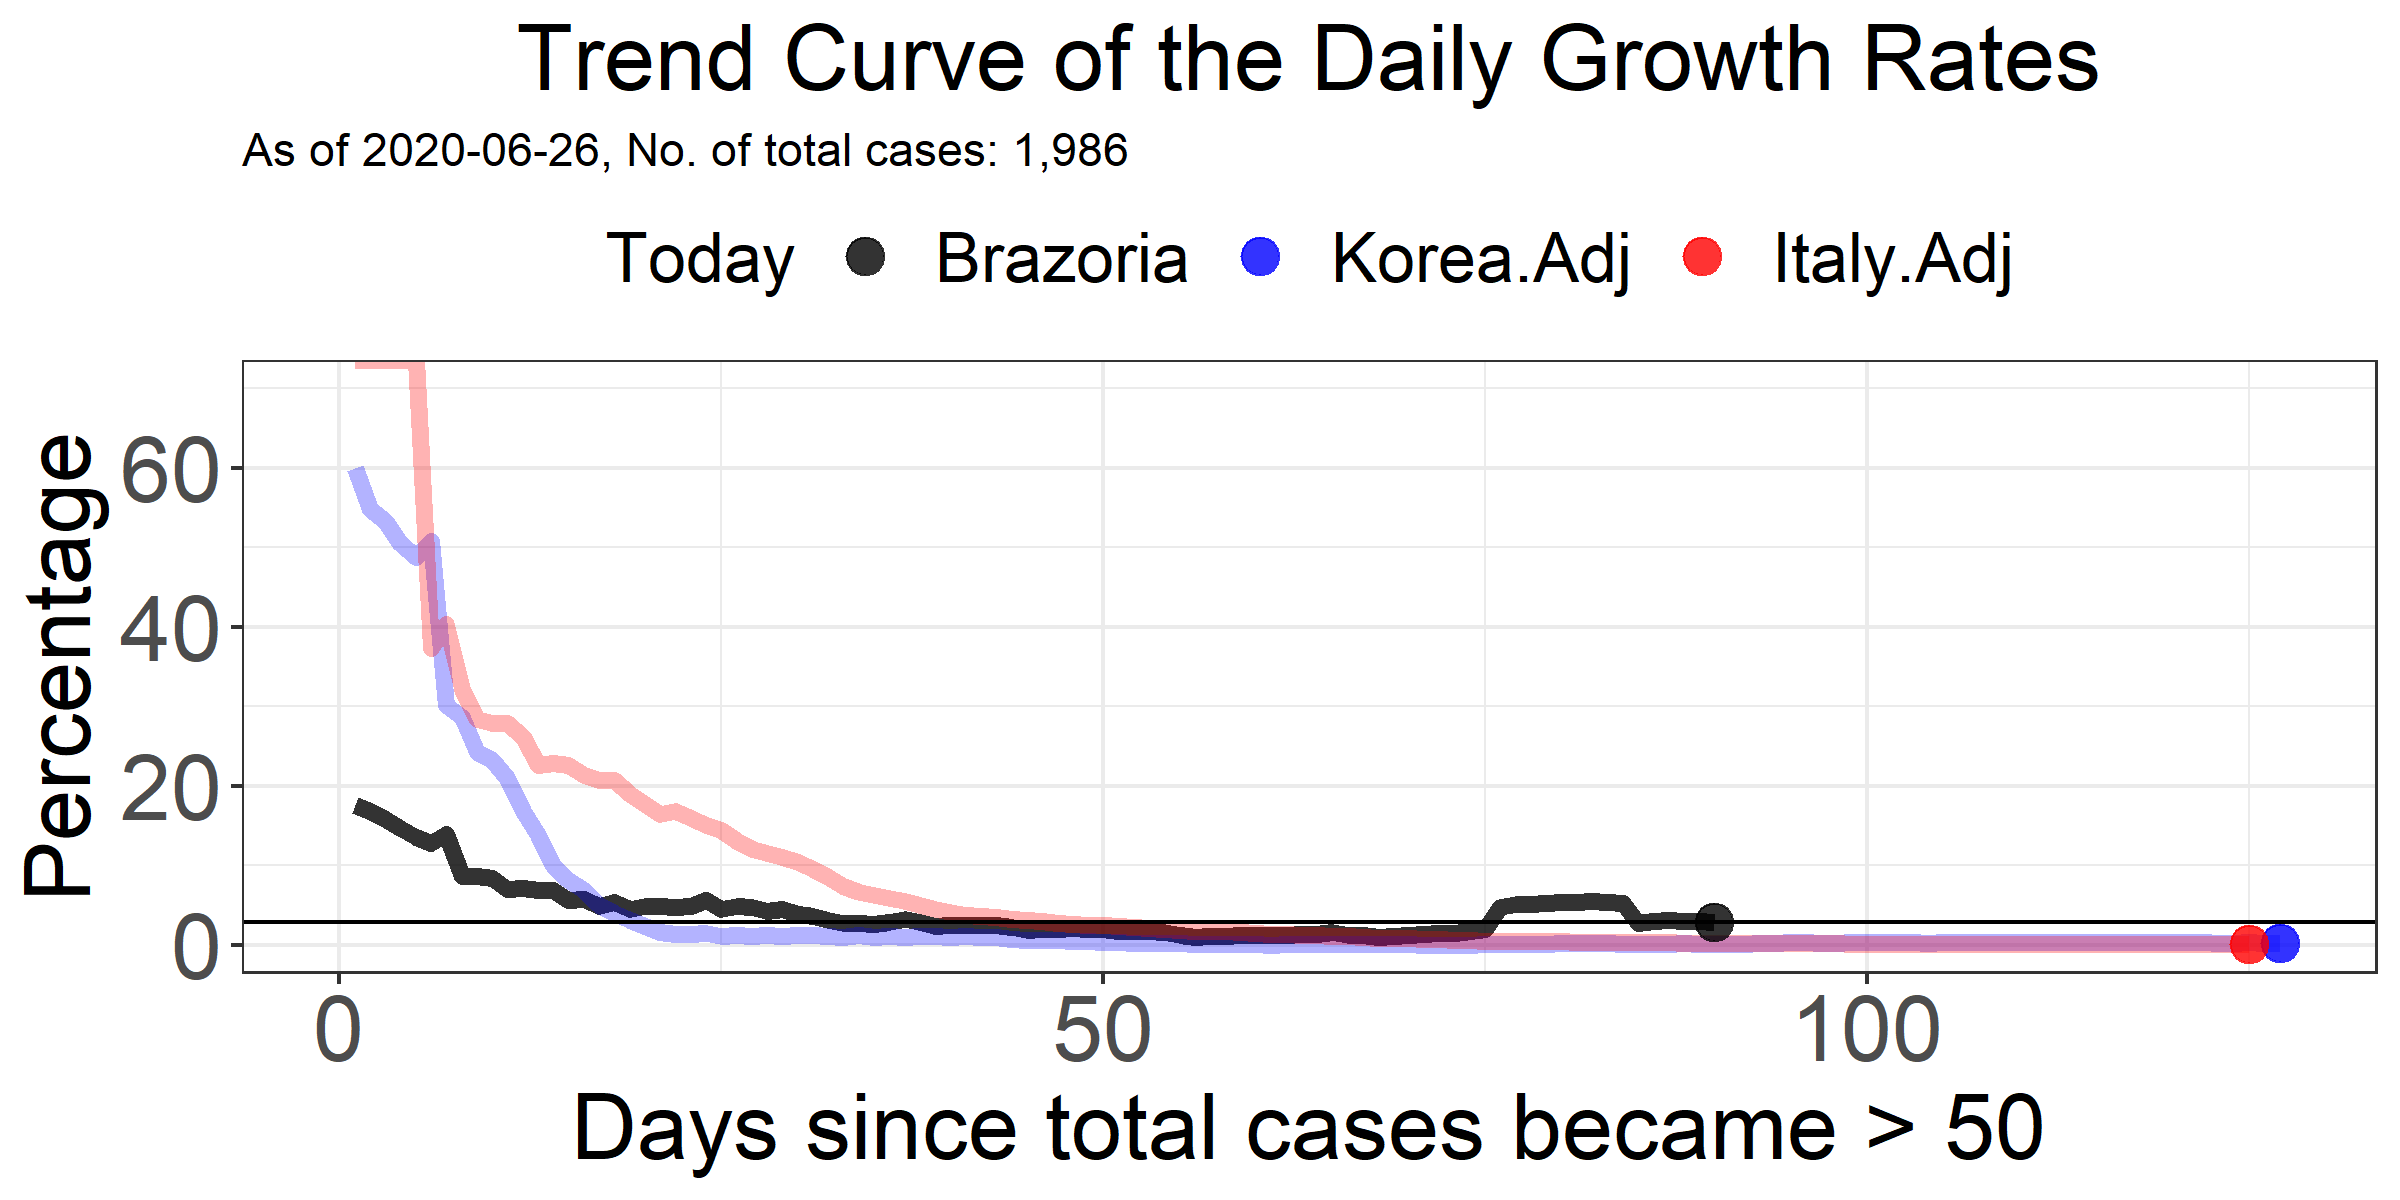 Trend Curve of the Daily Growth Rates
As of 2020-06-26, No. of total cases: 1,986
Today Brazoria Korea.Adj Italy.Adj
Percentage
60
40
20
0
0 50 100
Days since total cases became > 50